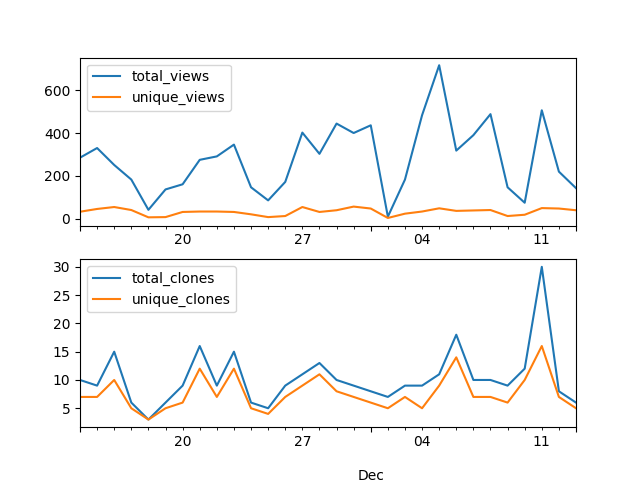 total_views
unique_views
600
400
200
0
20 27 04 11
total_clones
unique_clones
30
25
20
15
10
5
20 27 04 11
Dec